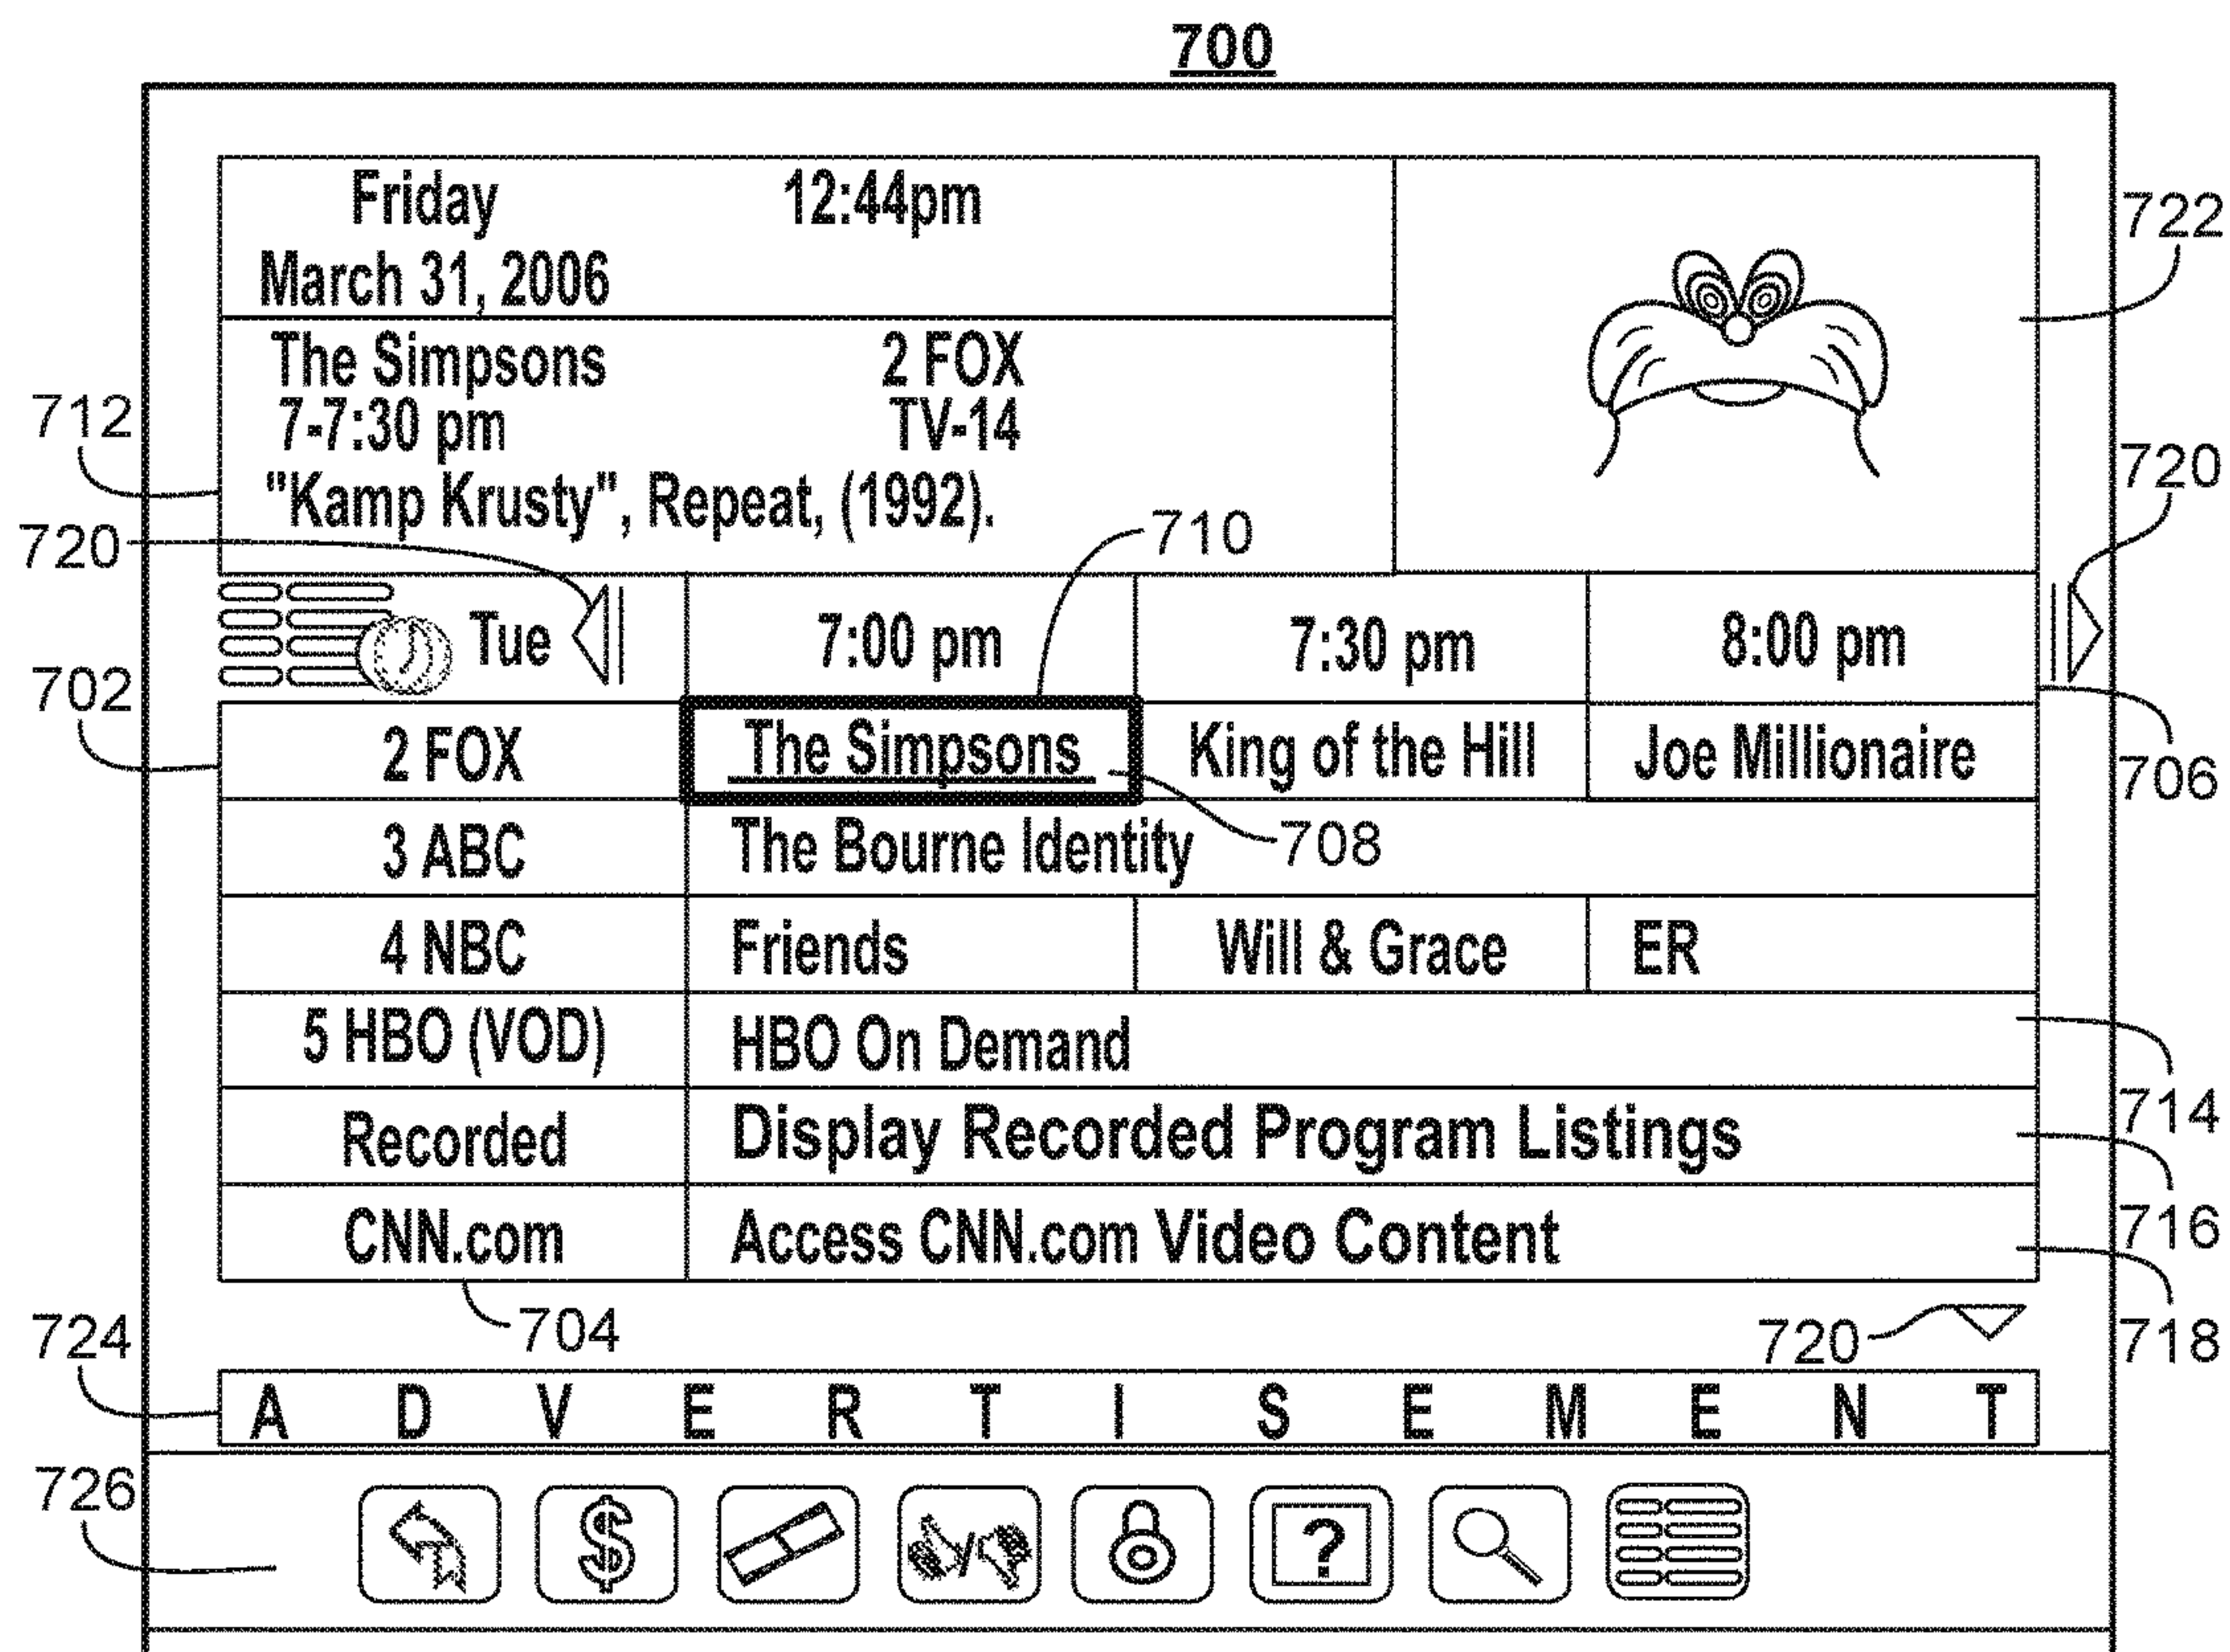 700
Friday 12:44pm
March 31, 2006
722
The Simpsons 2 FOX
712 7-7:30 pm TV-14
720
"Kamp Krusty", Repeat, (1992).
720 710
Tue 7:00 pm 7:30 pm 8:00 pm
702
2 FOX The Simpsons King of the Hill Joe Millionaire 706
3 ABC The Bourne Identity 708
4 NBC Friends Will & Grace ER
5 HBO (VOD) HBO On Demand
714
Recorded Display Recorded Program Listings
716
CNN.com Access CNN.com Video Content
724 704 720 718
A D V E R T I S E M E N T
726
$ / ?